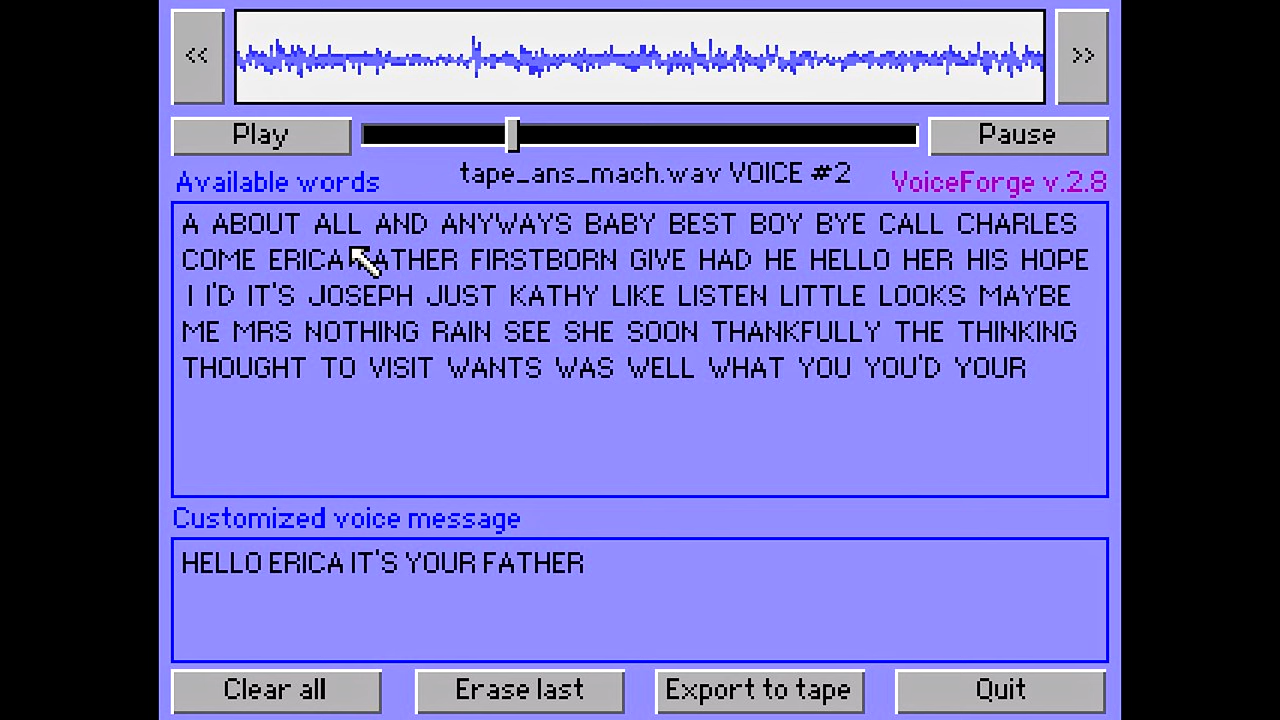 << >>
Play Pause
tape_ans_mach.wav VOICE #2
Available words VoiceForge v.2.8
A ABOUT ALL AND ANYWAYS BABY BEST BOY BYE CALL CHARLES
COME ERICA FATHER FIRSTBORN GIVE HAD HE HELLO HER HIS HOPE
I I'D IT'S JOSEPH JUST KATHY LIKE LISTEN LITTLE LOOKS MAYBE
ME MRS NOTHING RAIN SEE SHE SOON THANKFULLY THE THINKING
THOUGHT TO VISIT WANTS WAS WELL WHAT YOU YOU'D YOUR
Customized voice message
HELLO ERICA IT'S YOUR FATHER
Clear all Erase last Export to tape Quit